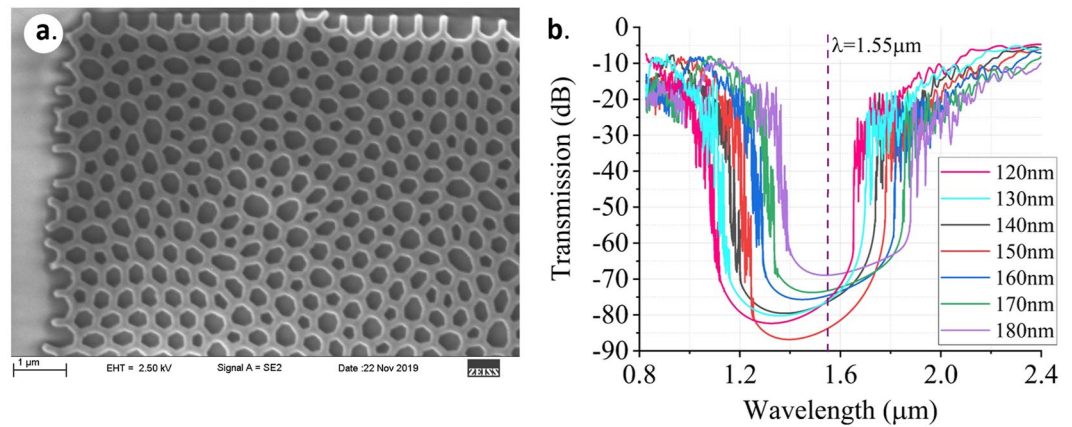 a.
1 µm
EHT = 2.50 kV
Signal A = SE2
Date :22 Nov 2019
ZEISS
b.
Transmission (dB)
0
-10
-20
-30
-40
-50
-60
-70
-80
-90
λ=1.55µm
120nm
130nm
140nm
150nm
160nm
170nm
180nm
0.8
1.2
1.6
2.0
2.4
Wavelength (µm)